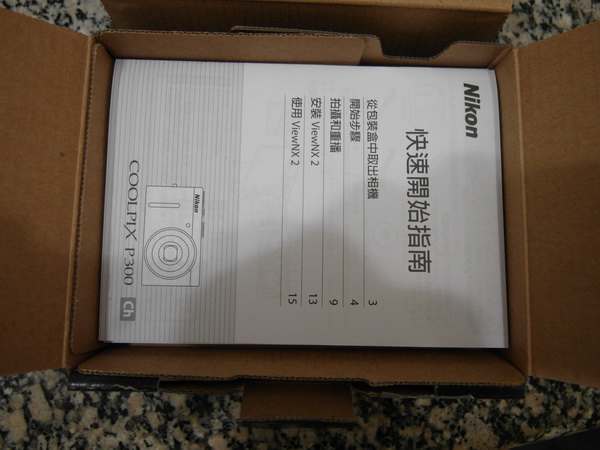 Nikon
快速開始指南
從包裝盒中取出相機 3
開始步驟 4
拍攝和重播 9
安裝 ViewNX 2 13
使用 ViewNX 2 15
Nikon
COOLPIX P300 Ch